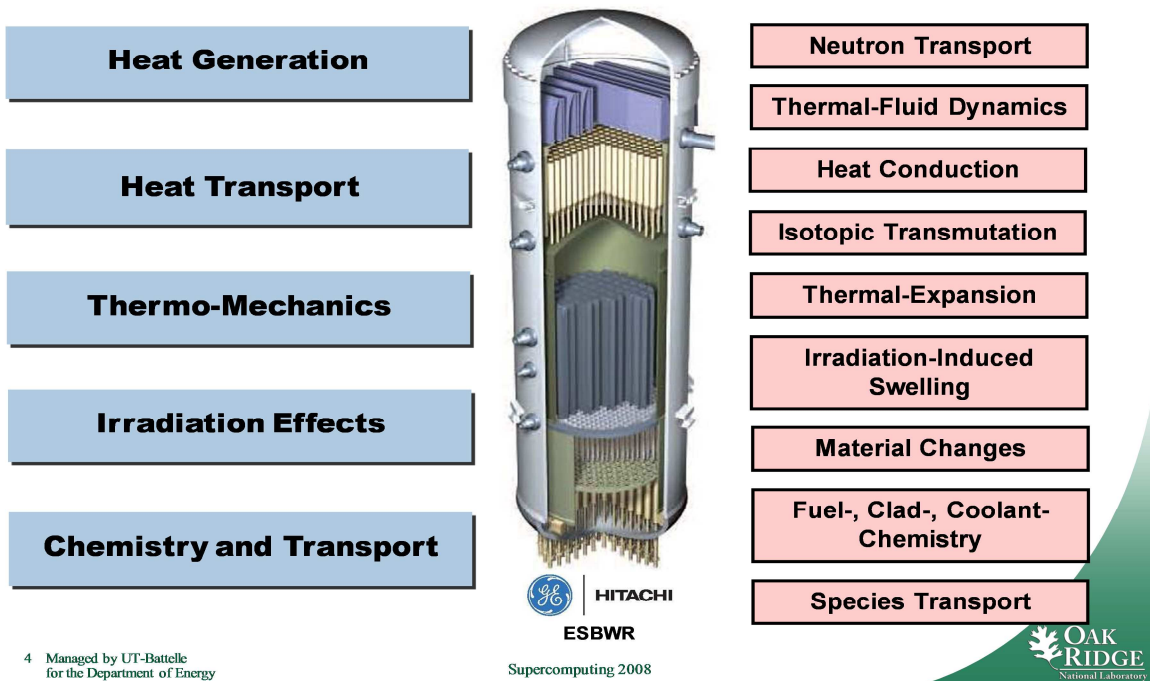 Heat Generation
Heat Transport
Thermo-Mechanics
Irradiation Effects
Chemistry and Transport
GE
HITACHI
ESBWR
Neutron Transport
Thermal-Fluid Dynamics
Heat Conduction
Isotopic Transmutation
Thermal-Expansion
Irradiation-Induced
Swelling
Material Changes
Fuel-, Clad-, Coolant-
Chemistry
Species Transport
4 Managed by UT-Battelle
for the Department of Energy
Supercomputing 2008
OAK
RIDGE
National Laboratory